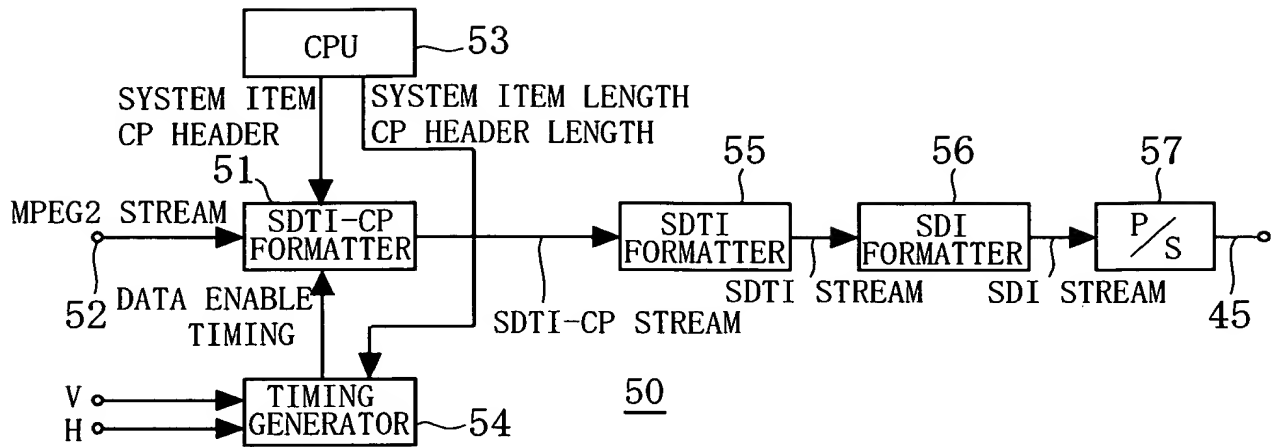 CPU
53
SYSTEM ITEM
CP HEADER
SYSTEM ITEM LENGTH
CP HEADER LENGTH
51
55
56
57
MPEG2 STREAM
SDTI-CP
FORMATTER
SDTI
FORMATTER
SDI
FORMATTER
P/S
52
DATA ENABLE
TIMING
SDTI-CP STREAM
SDTI STREAM
SDI STREAM
45
V
H
TIMING
GENERATOR
54
50